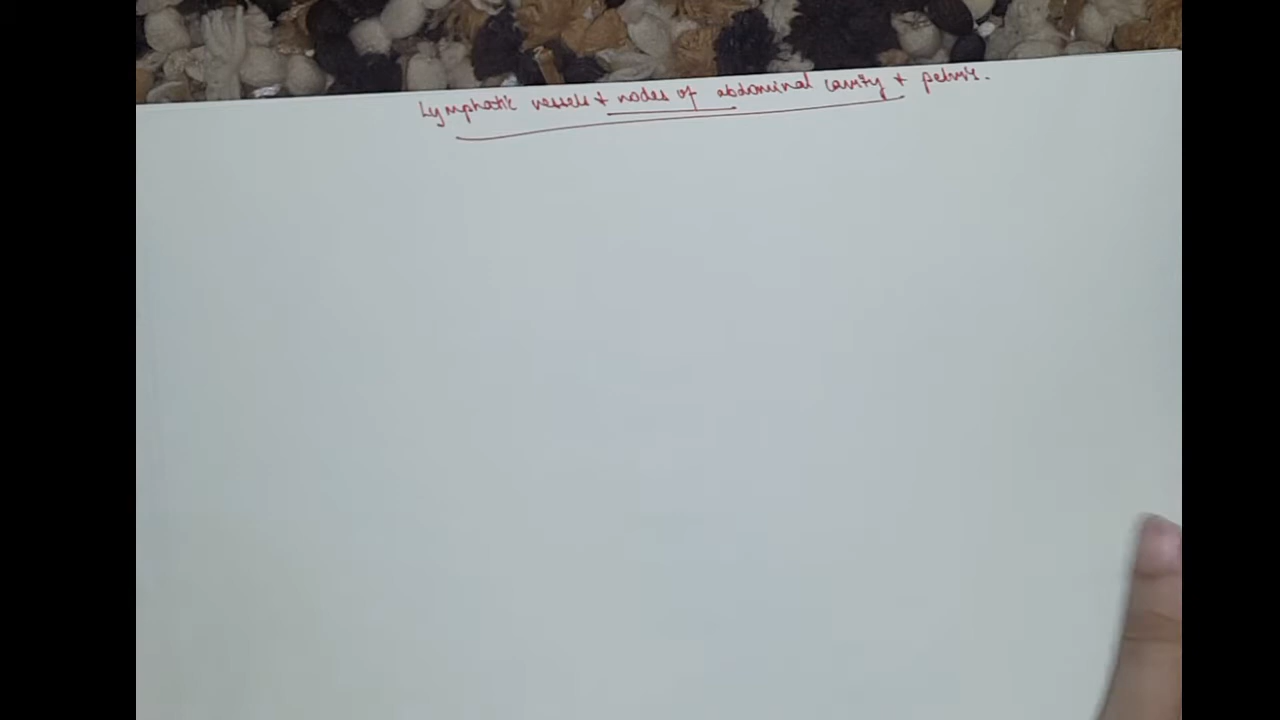 Lymphatic vessels + nodes of abdominal cavity + pelvis.